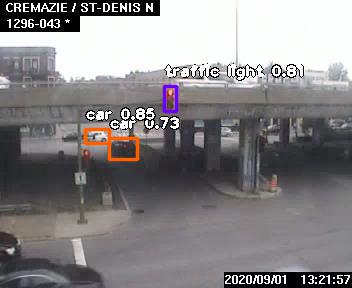 CREMAZIE / ST-DENIS N
1296-043 *
traffic light 0.81
car 0.85
car 0.73
2020/09/01 13:21:57